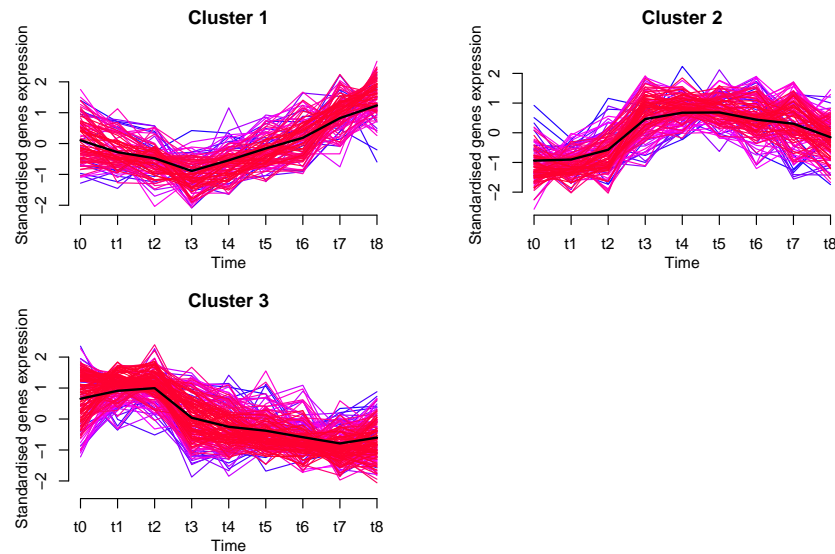 Cluster 1
Standardised genes expression
2
1
0
−1
−2
t0 t1 t2 t3 t4 t5 t6 t7 t8
Time
Cluster 2
Standardised genes expression
2
1
0
−1
−2
t0 t1 t2 t3 t4 t5 t6 t7 t8
Time
Cluster 3
Standardised genes expression
2
1
0
−1
−2
t0 t1 t2 t3 t4 t5 t6 t7 t8
Time